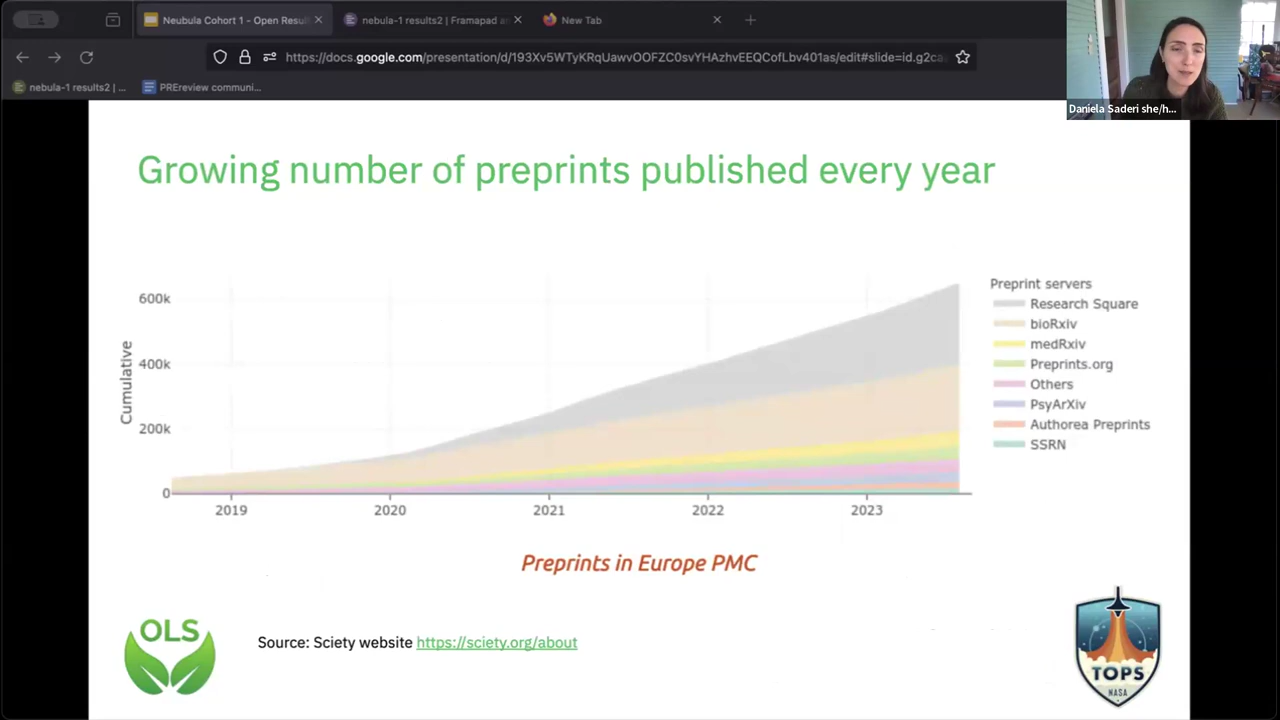 Neubula Cohort 1 - Open Resul
nebula-1 results2 | Framapad
New Tab
https://docs.google.com/presentation/d/193Xv5WTyKRqUawvOOFZC0svYHAzhvEEQCofLbv401as/edit#slide=id.g2ca
nebula-1 results2 | ...
PREreview communi...
Daniela Saderi she/h...
Growing number of preprints published every year
Cumulative
600k
400k
200k
0
2019 2020 2021 2022 2023
Preprint servers
Research Square
bioRxiv
medRxiv
Preprints.org
Others
PsyArXiv
Authorea Preprints
SSRN
Preprints in Europe PMC
OLS
Source: Sciety website https://sciety.org/about
TOPS
NASA